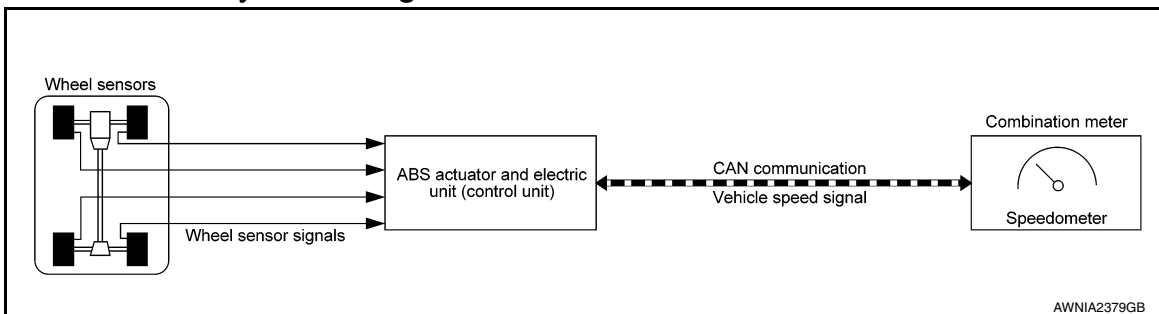 Wheel sensors
Wheel sensor signals
ABS actuator and electric
unit (control unit)
CAN communication
Vehicle speed signal
Combination meter
Speedometer
AWNIA2379GB